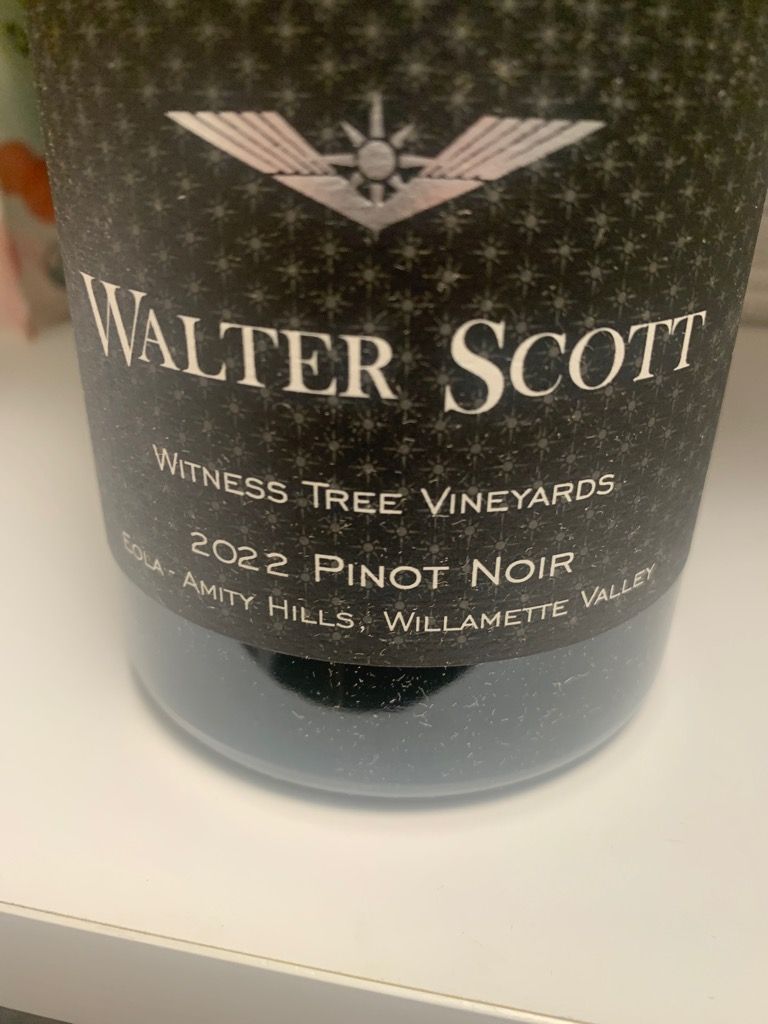 WALTER SCOTT
WITNESS TREE VINEYARDS
2022 PINOT NOIR
EOLA-AMITY HILLS, WILLAMETTE VALLEY